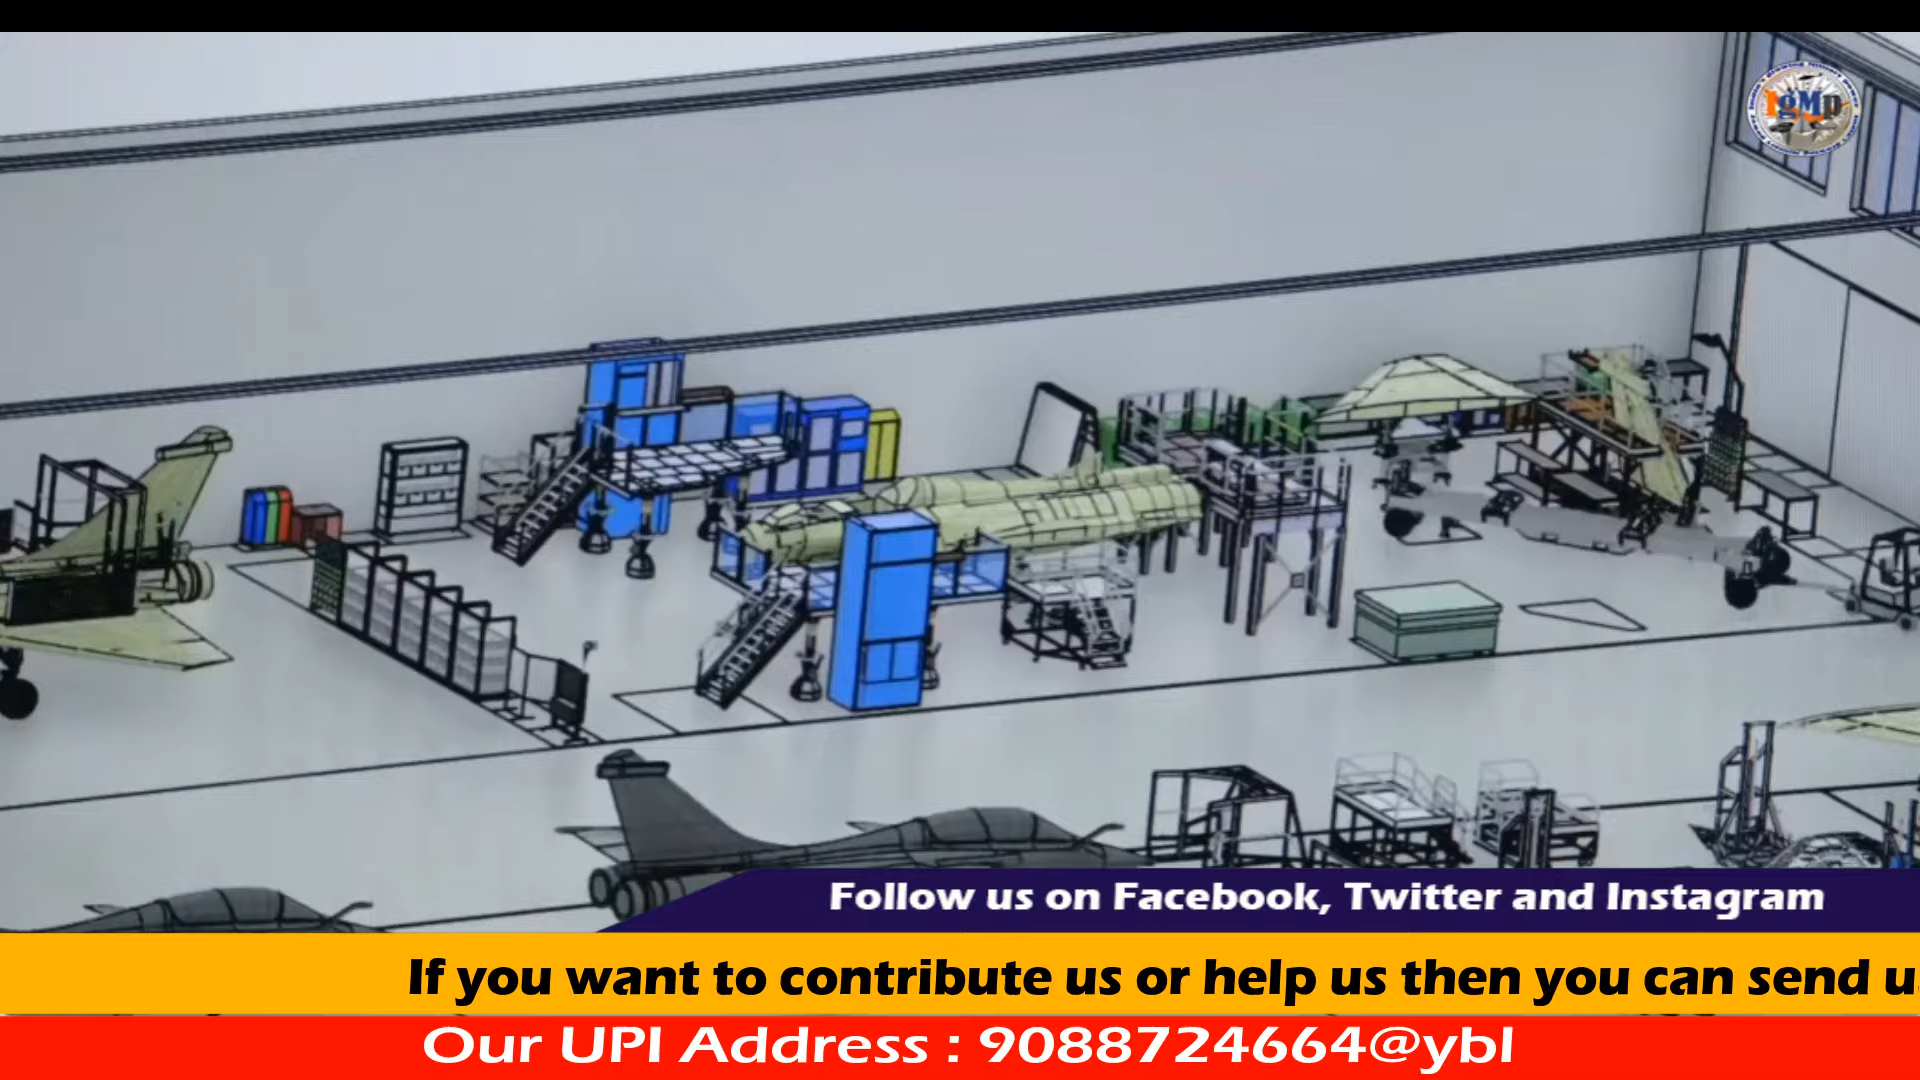 IgMp
Follow us on Facebook, Twitter and Instagram
If you want to contribute us or help us then you can send u
Our UPI Address : 9088724664@ybl